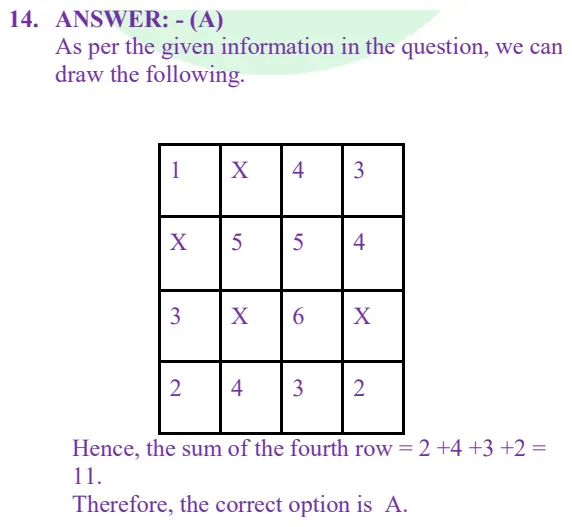 14. ANSWER: - (A)
As per the given information in the question, we can
draw the following.
1 X 4 3
X 5 5 4
3 X 6 X
2 4 3 2
Hence, the sum of the fourth row = 2 +4 +3 +2 =
11.
Therefore, the correct option is  A.